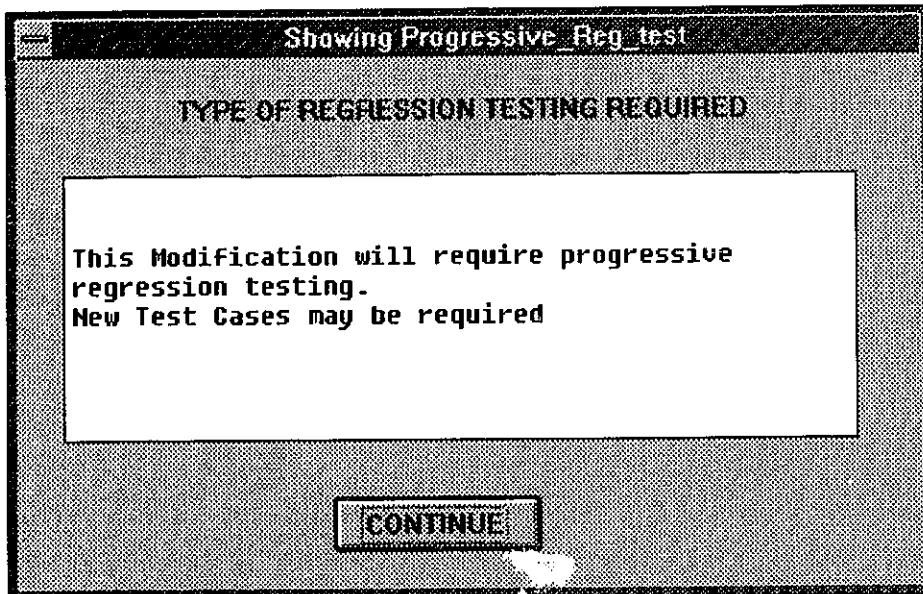 Showing Progressive_Reg_test
TYPE OF REGRESSION TESTING REQUIRED
This Modification will require progressive
regression testing.
New Test Cases may be required
CONTINUE